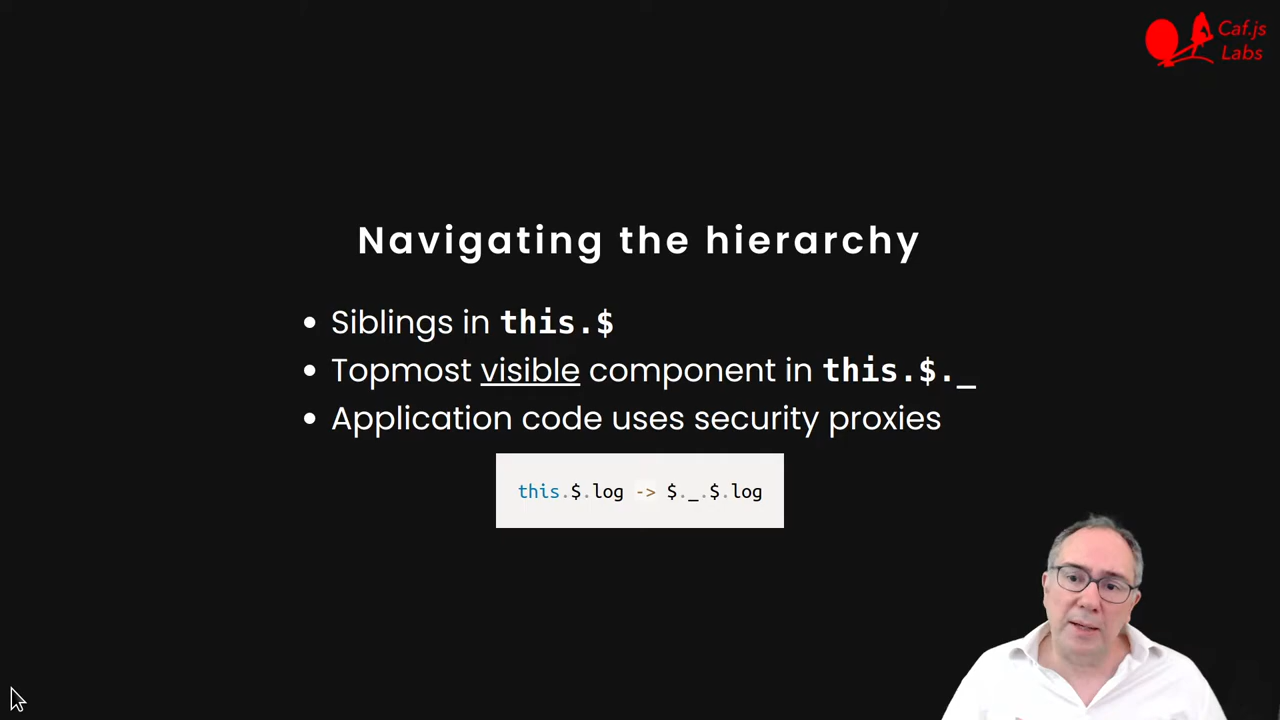 Caf.js
Labs
Navigating the hierarchy
• Siblings in this.$
• Topmost visible component in this.$._
• Application code uses security proxies
this.$.log -> $._.$.log